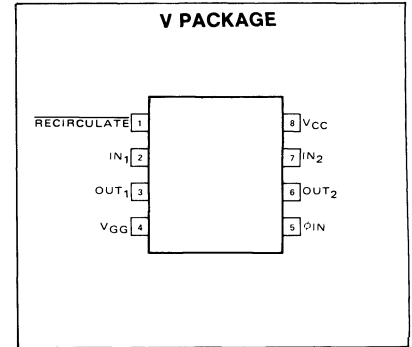 V PACKAGE
RECIRCULATE 1
IN1 2
OUT1 3
VGG 4
8 VCC
7 IN2
6 OUT2
5 ΦIN